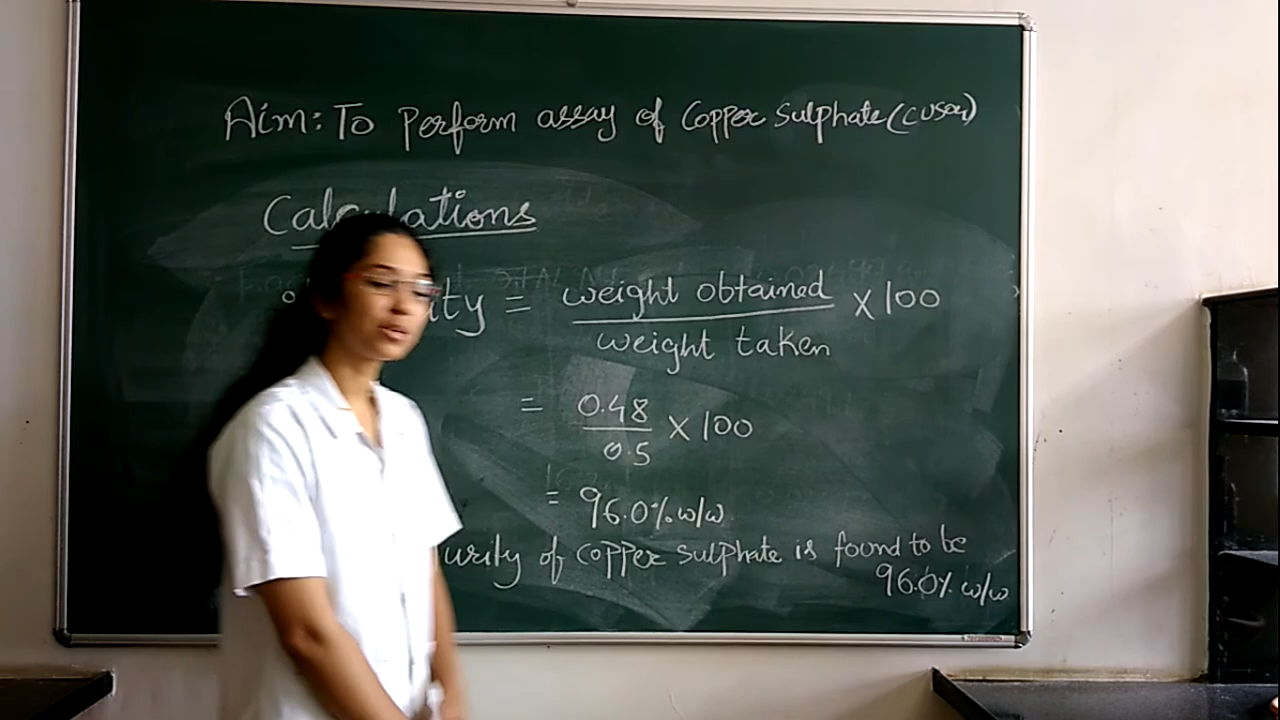 Aim: To Perform assay of Copper Sulphate (CuSO4)
Calculations
ity = weight obtained / weight taken X 100
= 0.48 / 0.5 X 100
= 96.0% w/w
urity of copper sulphate is found to be
96.0% w/w